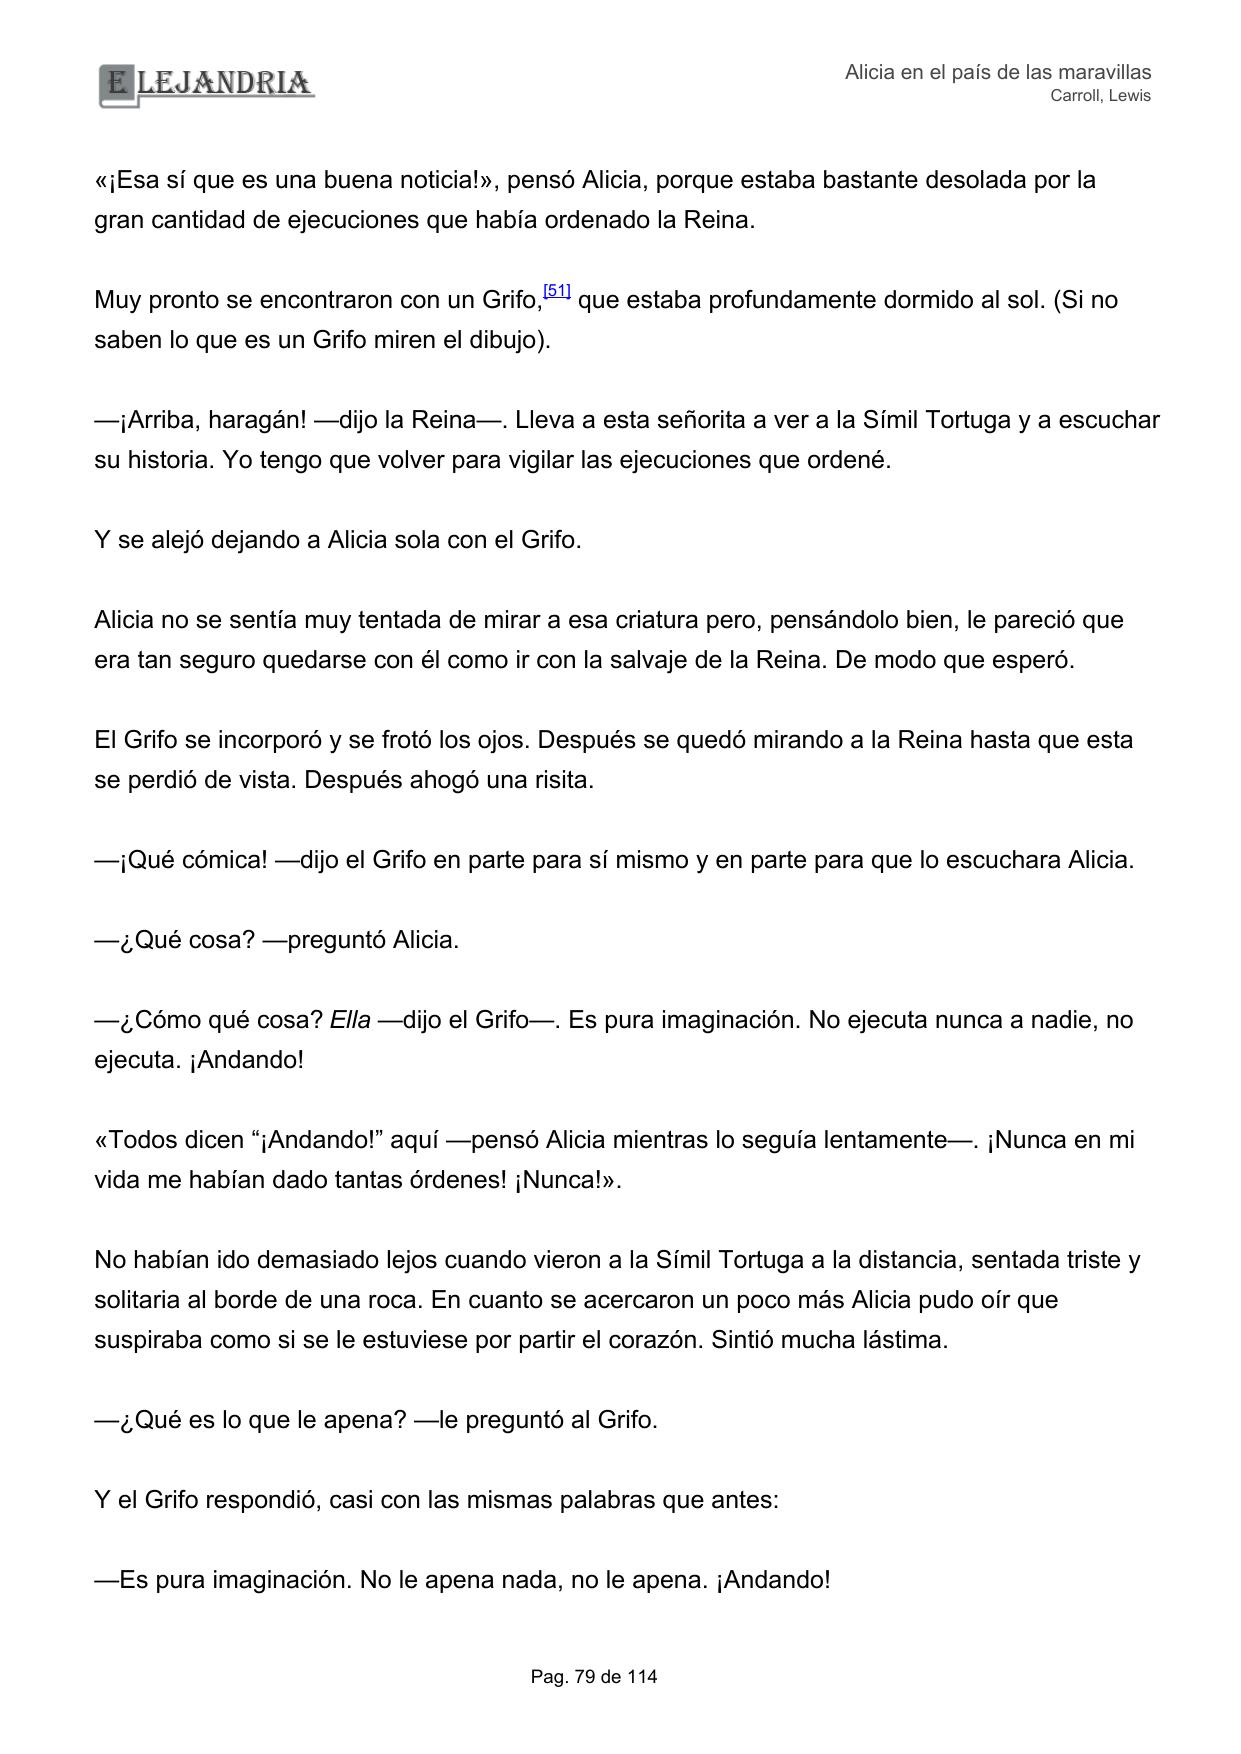 ELEJANDRIA
Alicia en el país de las maravillas
Carroll, Lewis
«¡Esa sí que es una buena noticia!», pensó Alicia, porque estaba bastante desolada por la
gran cantidad de ejecuciones que había ordenado la Reina.
Muy pronto se encontraron con un Grifo,[51] que estaba profundamente dormido al sol. (Si no
saben lo que es un Grifo miren el dibujo).
—¡Arriba, haragán! —dijo la Reina—. Lleva a esta señorita a ver a la Símil Tortuga y a escuchar
su historia. Yo tengo que volver para vigilar las ejecuciones que ordené.
Y se alejó dejando a Alicia sola con el Grifo.
Alicia no se sentía muy tentada de mirar a esa criatura pero, pensándolo bien, le pareció que
era tan seguro quedarse con él como ir con la salvaje de la Reina. De modo que esperó.
El Grifo se incorporó y se frotó los ojos. Después se quedó mirando a la Reina hasta que esta
se perdió de vista. Después ahogó una risita.
—¡Qué cómica! —dijo el Grifo en parte para sí mismo y en parte para que lo escuchara Alicia.
—¿Qué cosa? —preguntó Alicia.
—¿Cómo qué cosa? Ella —dijo el Grifo—. Es pura imaginación. No ejecuta nunca a nadie, no
ejecuta. ¡Andando!
«Todos dicen “¡Andando!” aquí —pensó Alicia mientras lo seguía lentamente—. ¡Nunca en mi
vida me habían dado tantas órdenes! ¡Nunca!».
No habían ido demasiado lejos cuando vieron a la Símil Tortuga a la distancia, sentada triste y
solitaria al borde de una roca. En cuanto se acercaron un poco más Alicia pudo oír que
suspiraba como si se le estuviese por partir el corazón. Sintió mucha lástima.
—¿Qué es lo que le apena? —le preguntó al Grifo.
Y el Grifo respondió, casi con las mismas palabras que antes:
—Es pura imaginación. No le apena nada, no le apena. ¡Andando!
Pag. 79 de 114